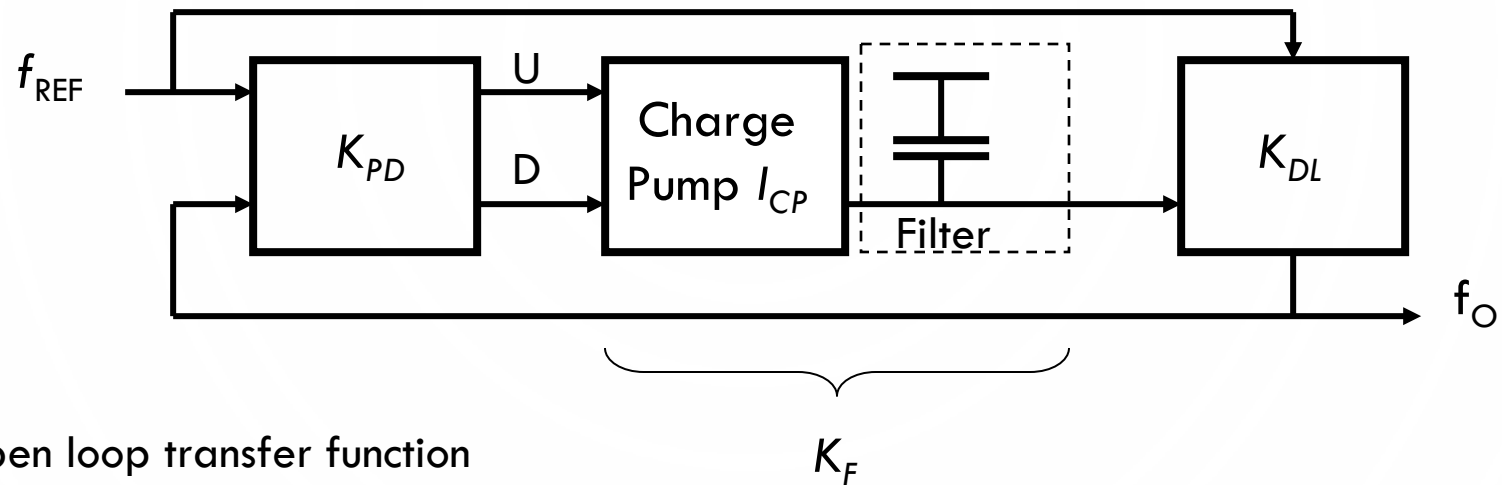 f_REF
U
D
K_PD
Charge
Pump I_CP
Filter
K_DL
f_O
K_F
pen loop transfer function